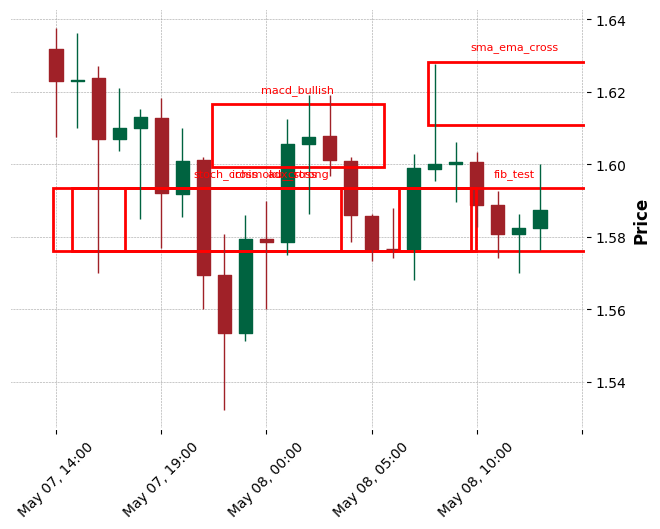 1.64
sma_ema_cross
1.62
macd_bullish
1.60
fib_test
1.58
Price
1.56
1.54
May 07, 14:00
May 07, 19:00
May 08, 00:00
May 08, 05:00
May 08, 10:00